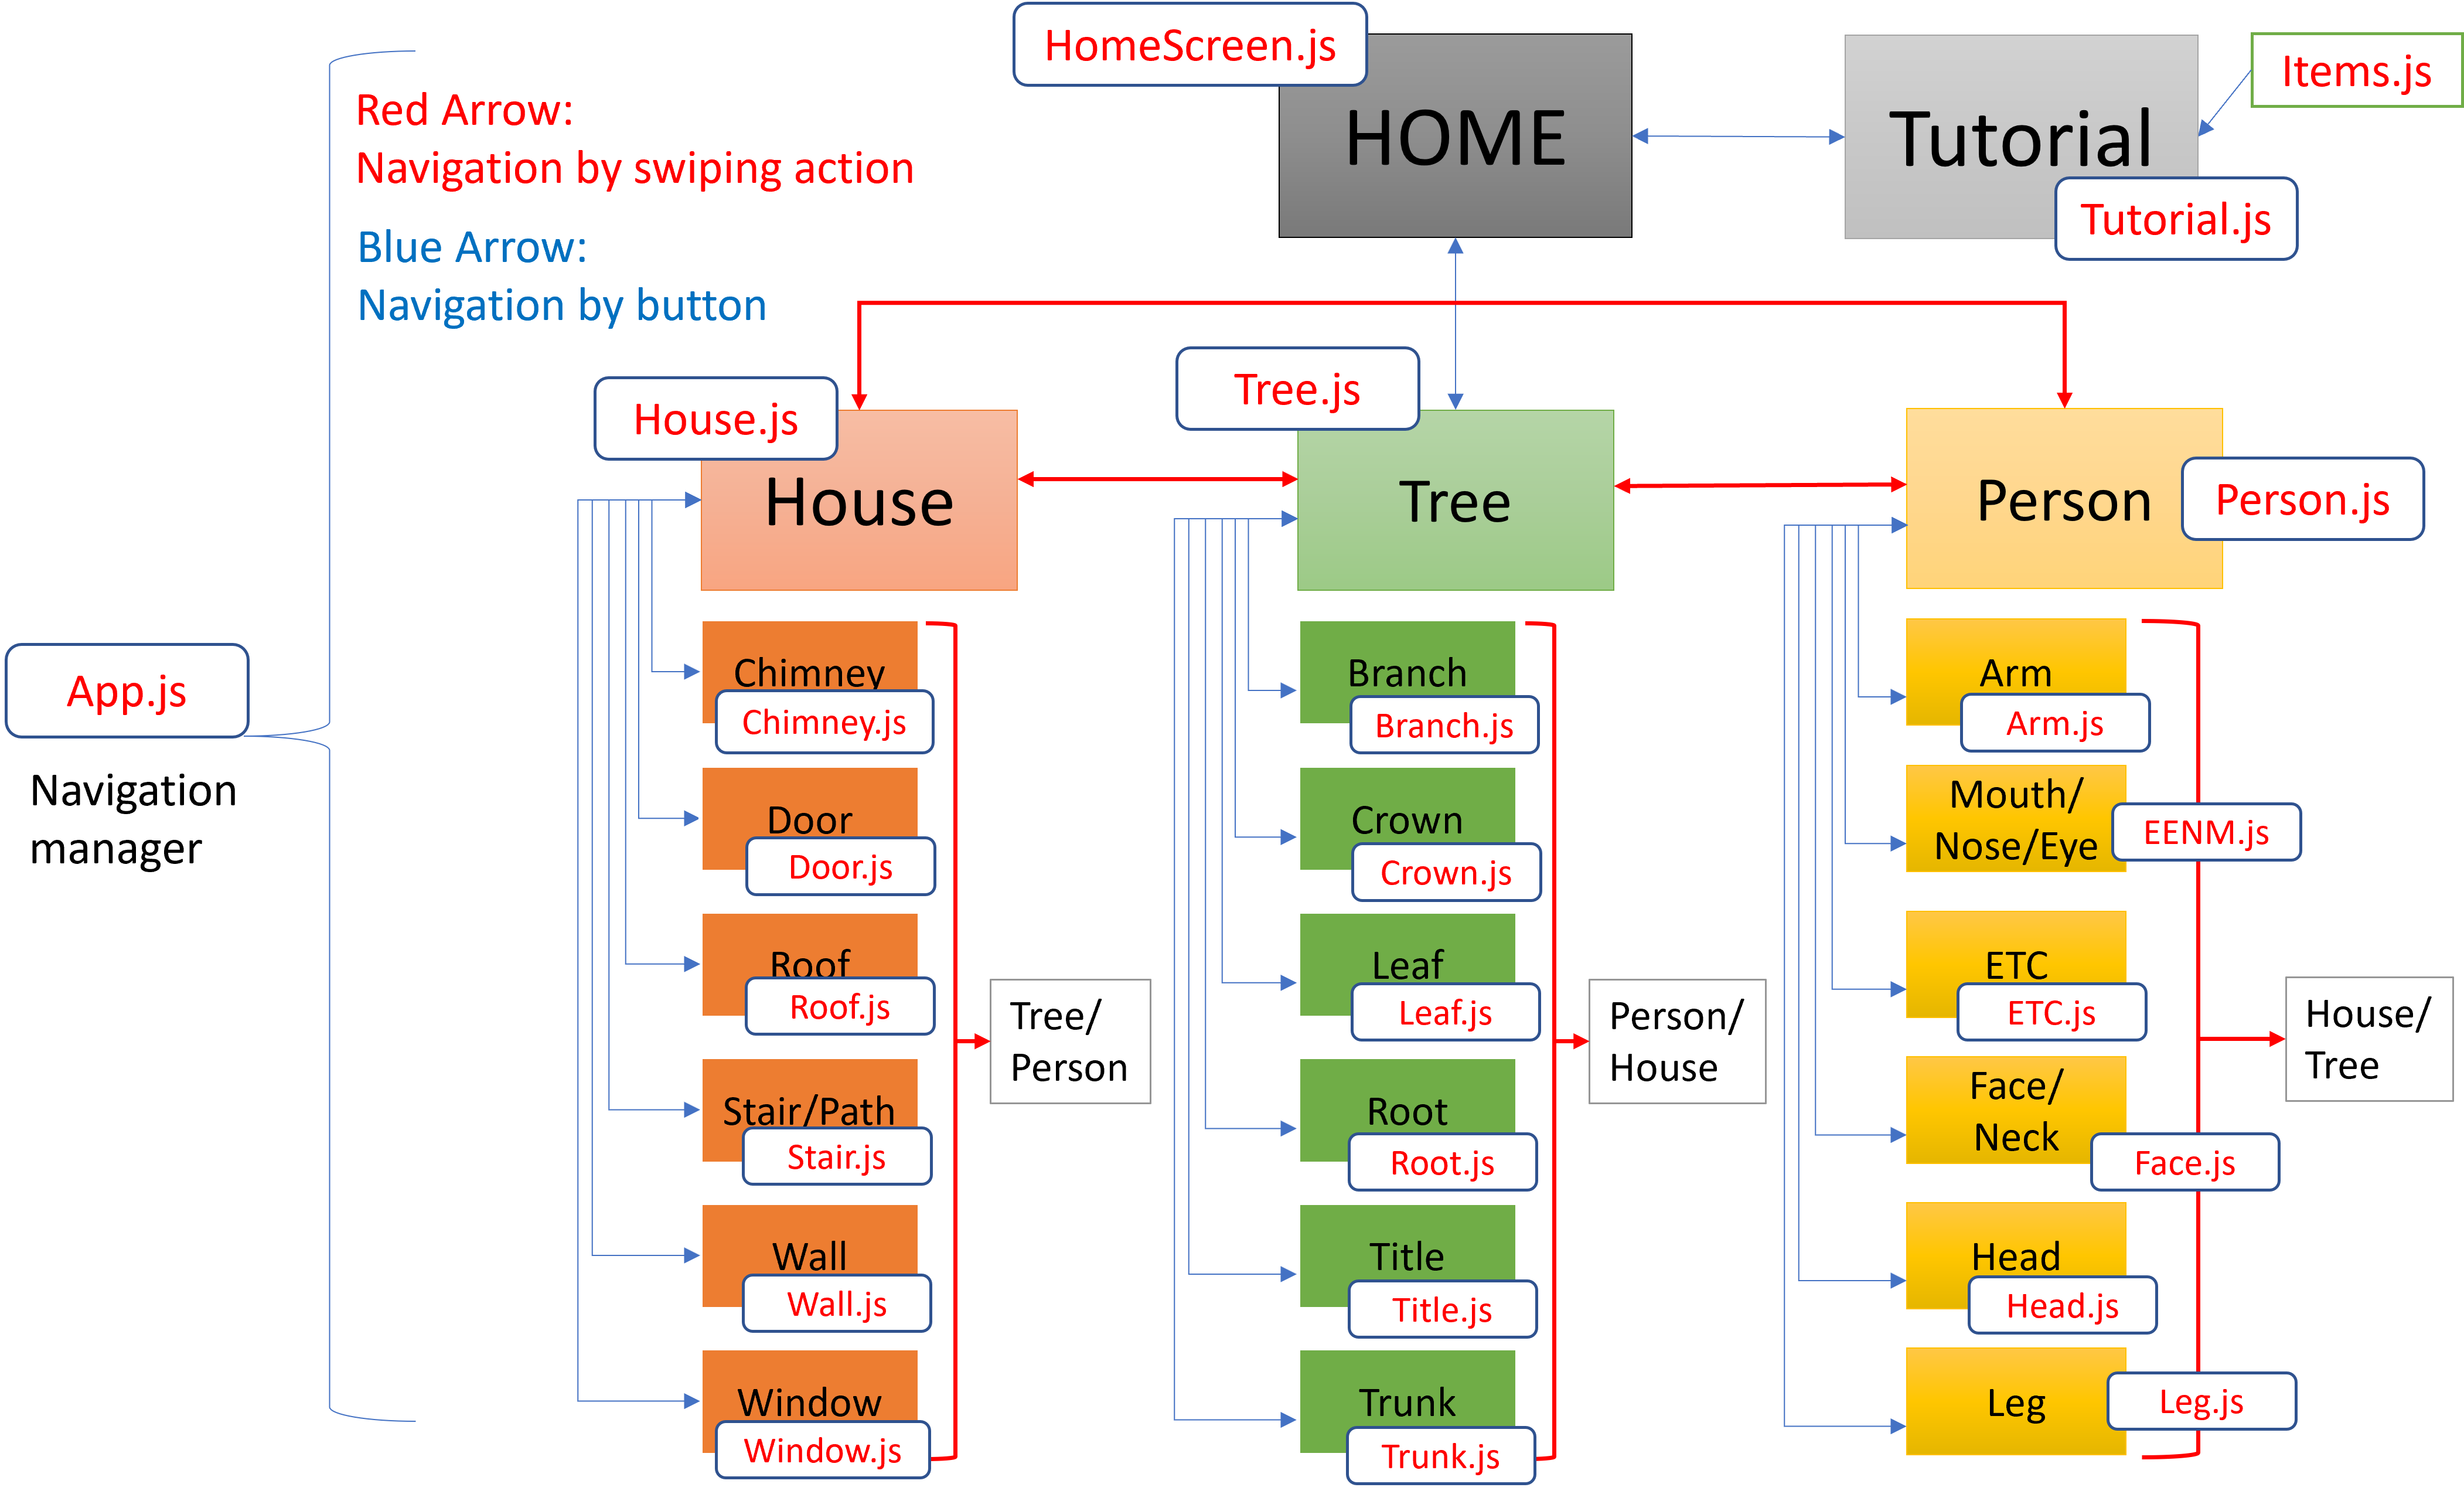 HomeScreen.js
HOME
Tutorial
Items.js
Tutorial.js
Red Arrow:
Navigation by swiping action
Blue Arrow:
Navigation by button
House.js
House
Tree.js
Tree
Person
Person.js
App.js
Navigation
manager
Chimney
Chimney.js
Door
Door.js
Roof
Roof.js
Stair/Path
Stair.js
Wall
Wall.js
Window
Window.js
Tree/
Person
Branch
Branch.js
Crown
Crown.js
Leaf
Leaf.js
Root
Root.js
Title
Title.js
Trunk
Trunk.js
Person/
House
Arm
Arm.js
Mouth/
Nose/Eye
EENM.js
ETC
ETC.js
Face/
Neck
Face.js
Head
Head.js
Leg
Leg.js
House/
Tree